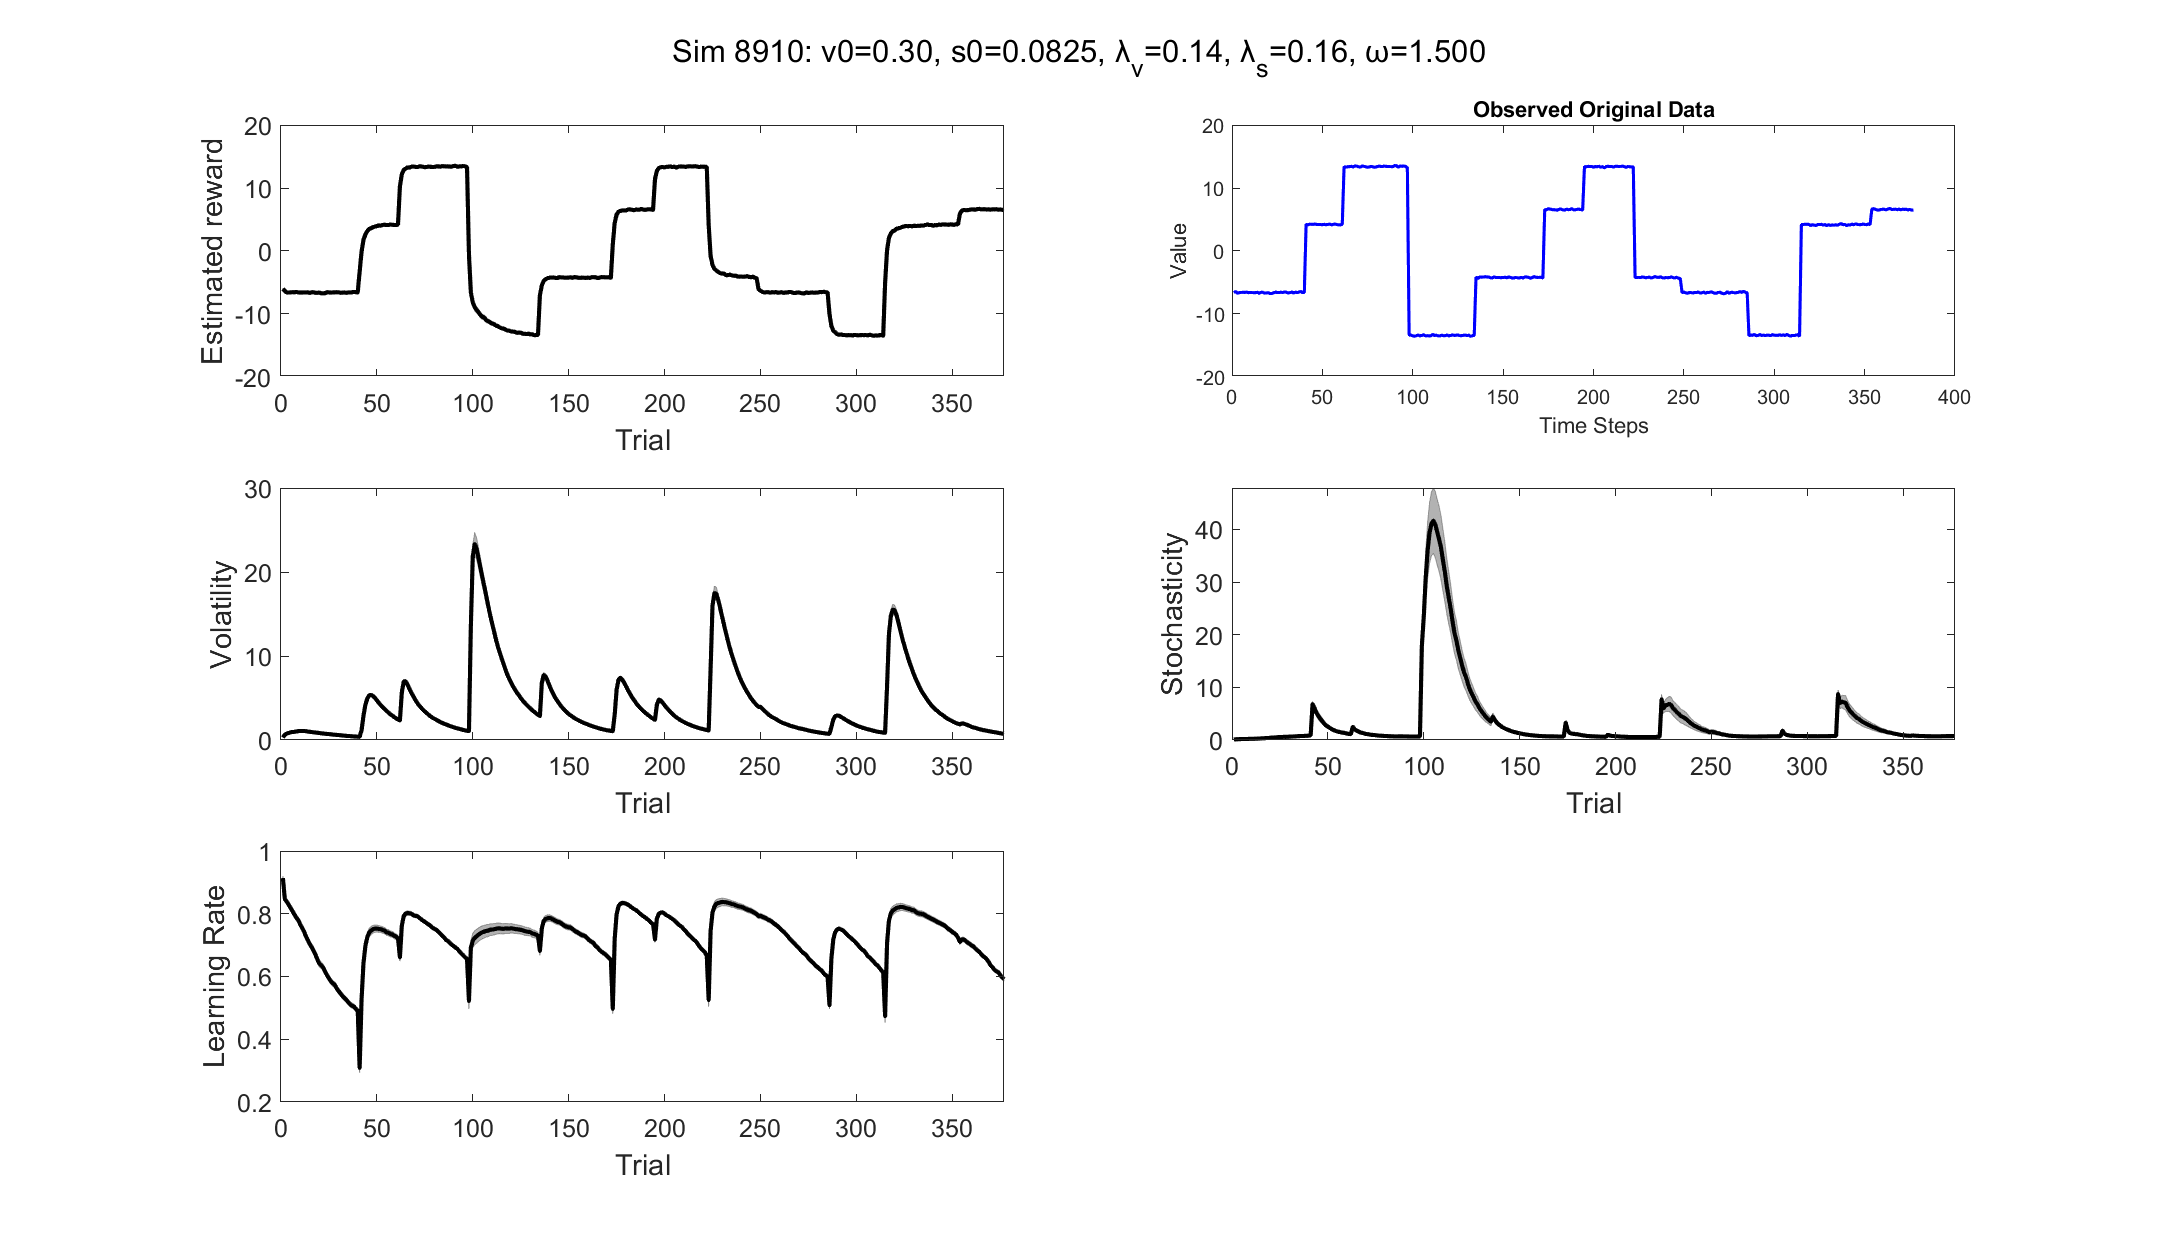 Sim 8910: v0=0.30, s0=0.0825, λv=0.14, λs=0.16, ω=1.500
20
10
0
-10
-20
Estimated reward
0 50 100 150 200 250 300 350
Trial
Observed Original Data
20
10
0
-10
-20
Value
0 50 100 150 200 250 300 350 400
Time Steps
30
20
10
0
Volatility
0 50 100 150 200 250 300 350
Trial
40
30
20
10
0
Stochasticity
0 50 100 150 200 250 300 350
Trial
1
0.8
0.6
0.4
0.2
Learning Rate
0 50 100 150 200 250 300 350
Trial